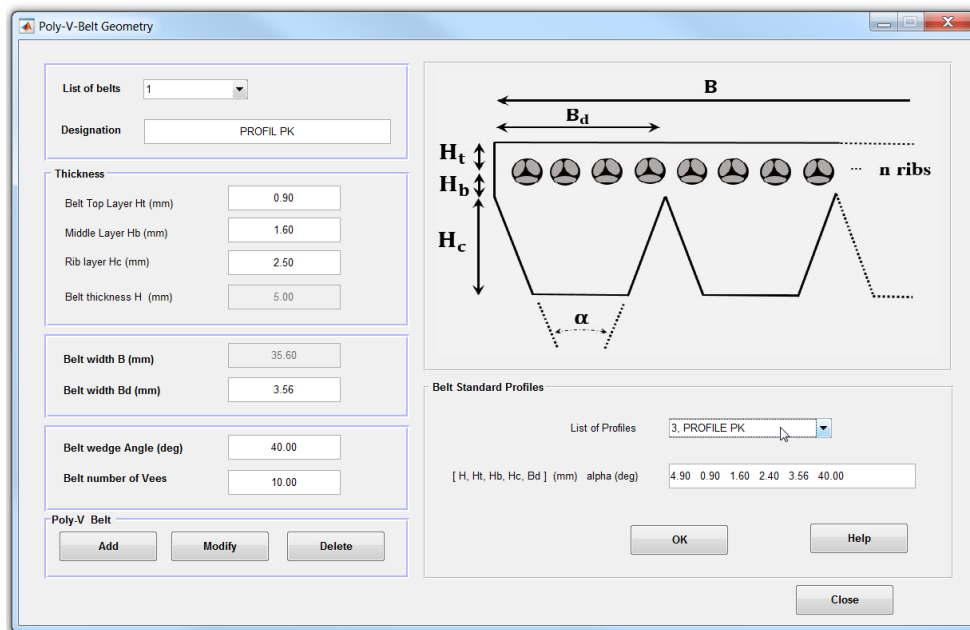 Poly-V-Belt Geometry
List of belts 1
Designation PROFIL PK
Thickness
Belt Top Layer Ht (mm) 0.90
Middle Layer Hb (mm) 1.60
Rib layer Hc (mm) 2.50
Belt thickness H (mm) 5.00
Belt width B (mm) 35.60
Belt width Bd (mm) 3.56
Belt wedge Angle (deg) 40.00
Belt number of Vees 10.00
Poly-V Belt
Add Modify Delete
B
Bd
Ht
Hb
... n ribs
Hc
α
Belt Standard Profiles
List of Profiles 3, PROFILE PK
[ H, Ht, Hb, Hc, Bd ] (mm) alpha (deg) 4.90 0.90 1.60 2.40 3.56 40.00
OK Help
Close